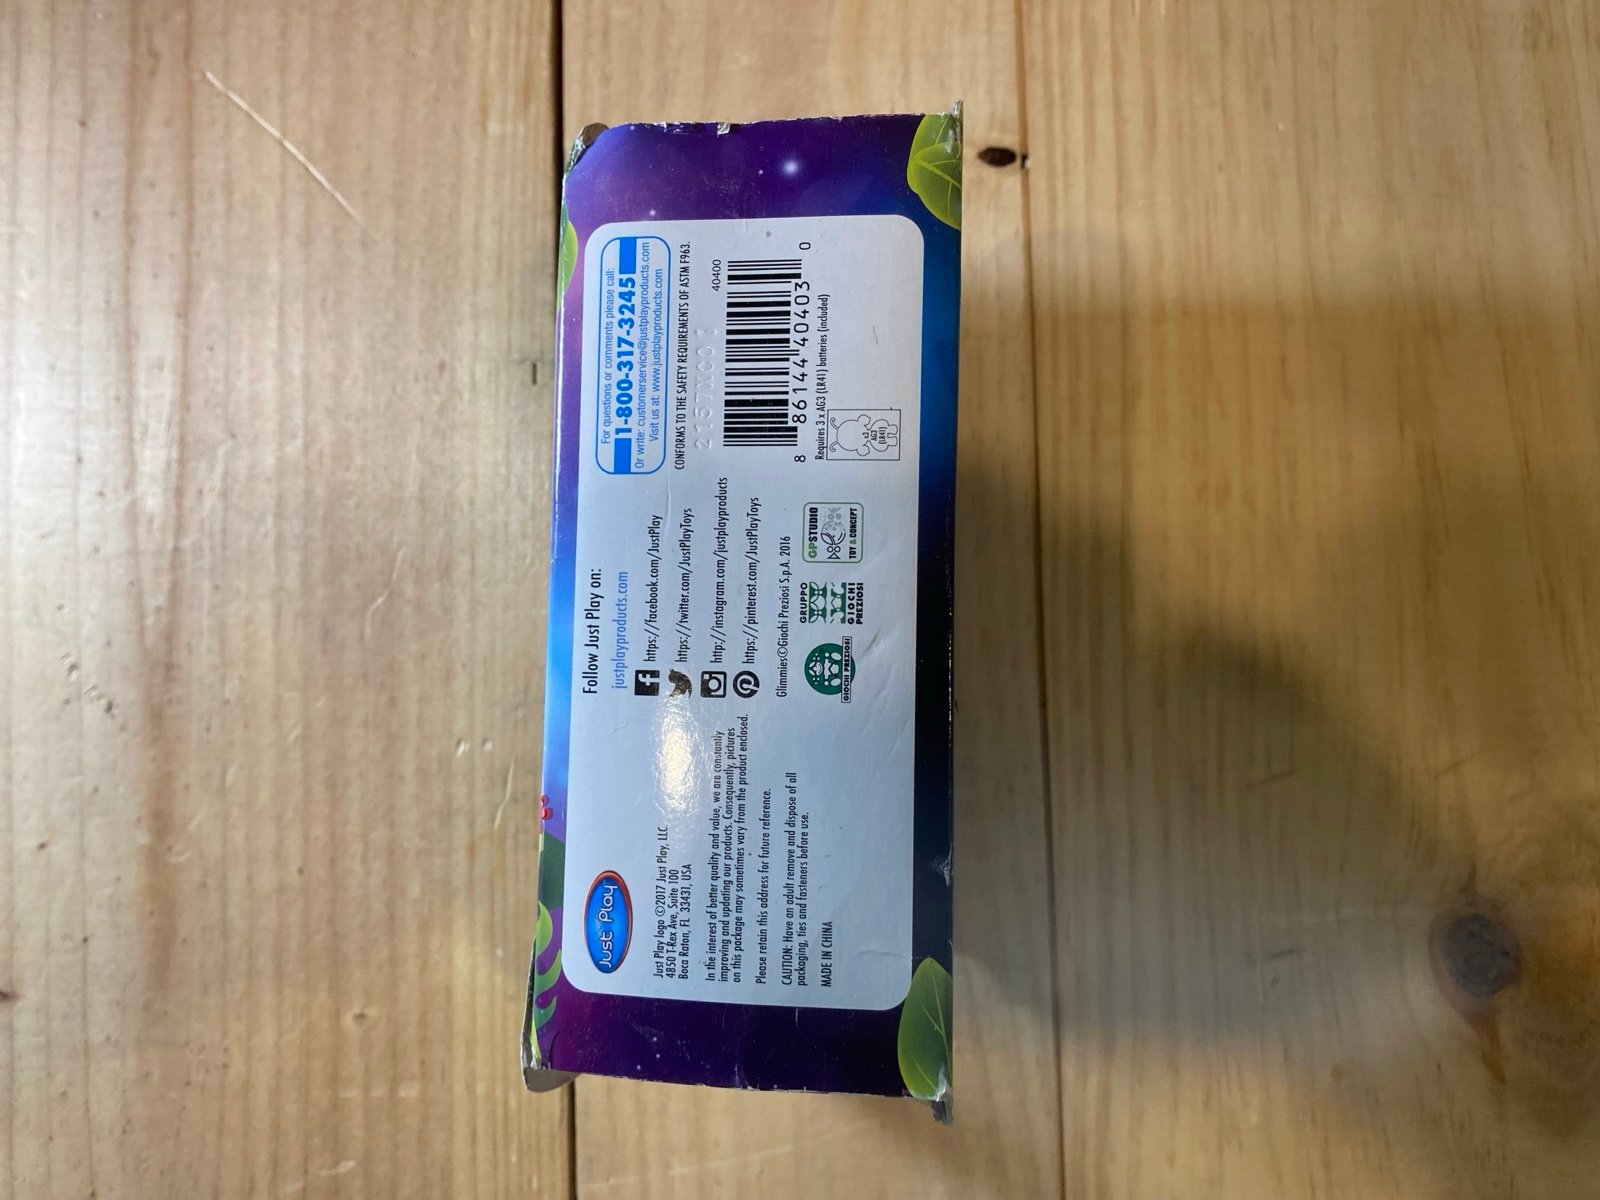 Just Play
Just Play logo ©2017 Just Play, LLC
4850 T-Rex Ave, Suite 100
Boca Raton, FL 33431, USA
In the interest of better quality and value, we are constantly
improving and updating our products. Consequently, pictures
on this package may sometimes vary from the product enclosed.
Please retain this address for future reference.
CAUTION: Have an adult remove and dispose of all
packaging, ties and fasteners before use.
MADE IN CHINA
Follow Just Play on:
justplayproducts.com
https://facebook.com/JustPlay
https://twitter.com/JustPlayToys
http://instagram.com/justplayproducts
https://pinterest.com/JustPlayToys
Glimmies©Giochi Preziosi S.p.A. 2016
GIOCHI PREZIOSI
GRUPPO
GIOCHI
PREZIOSI
GPSTUDIO
TOY & CONCEPT
For questions or comments please call:
1-800-317-3245
Or write: customerservice@justplayproducts.com
Visit us at: www.justplayproducts.com
CONFORMS TO THE SAFETY REQUIREMENTS OF ASTM F963.
40400
8 86144 40403 0
Requires 3 x AG3 (LR41) batteries (included)
x3
AG3
(LR41)